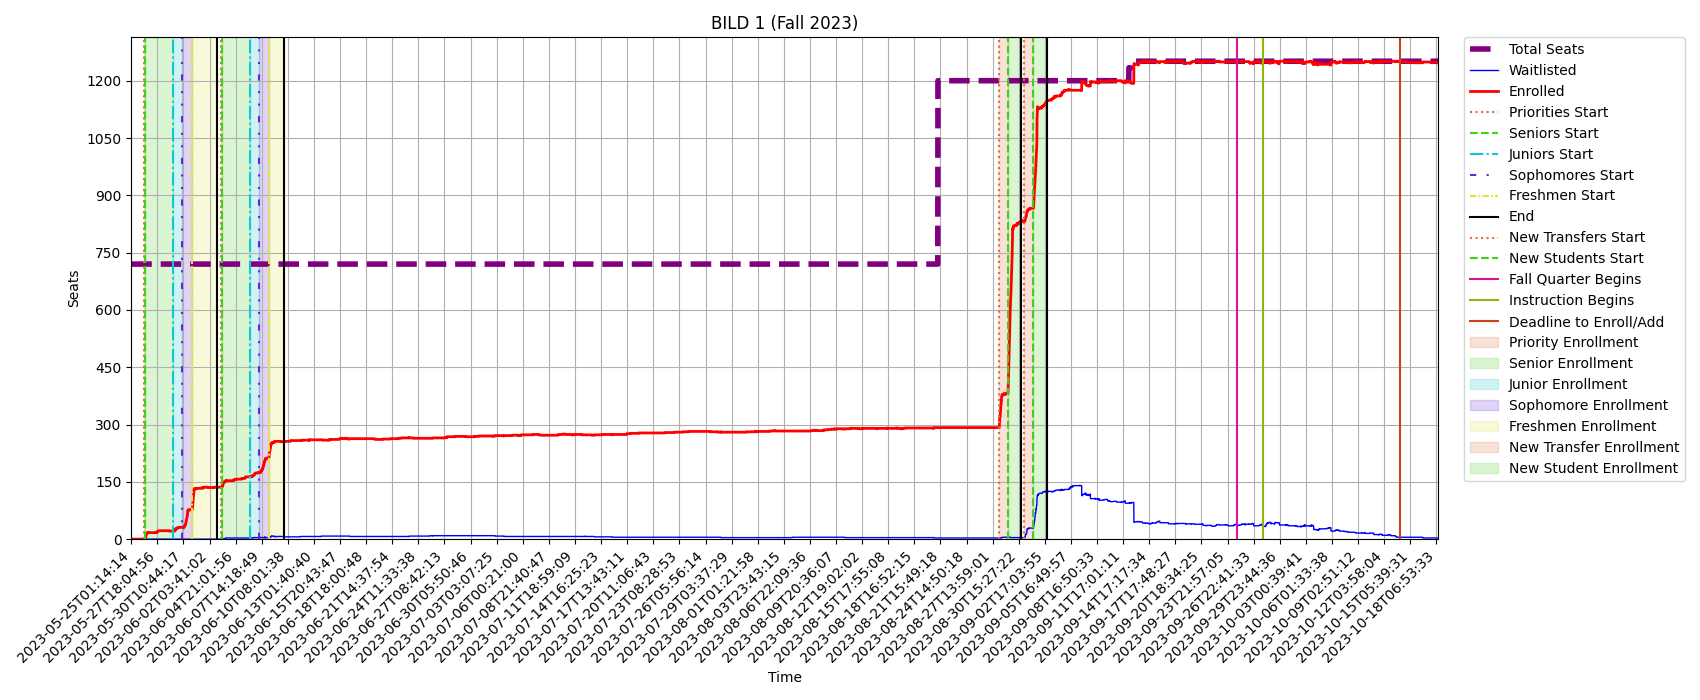 BILD 1 (Fall 2023)
Seats
1200
1050
900
750
600
450
300
150
0
2023-05-25T01:14:14
2023-05-27T18:04:56
2023-05-30T10:44:17
2023-06-02T03:41:02
2023-06-04T21:01:56
2023-06-07T14:18:49
2023-06-10T08:01:38
2023-06-13T01:40:40
2023-06-15T20:43:47
2023-06-18T18:00:48
2023-06-21T14:37:54
2023-06-24T11:33:38
2023-06-27T08:42:13
2023-06-30T05:50:46
2023-07-03T03:07:25
2023-07-06T00:21:00
2023-07-08T21:40:47
2023-07-11T18:59:09
2023-07-14T16:25:23
2023-07-17T13:43:11
2023-07-20T11:06:43
2023-07-23T08:28:53
2023-07-26T05:56:14
2023-07-29T03:37:29
2023-08-01T01:21:58
2023-08-03T23:43:15
2023-08-06T22:09:36
2023-08-09T20:36:07
2023-08-12T19:02:02
2023-08-15T17:55:08
2023-08-18T16:52:15
2023-08-21T15:49:18
2023-08-24T14:50:18
2023-08-27T13:59:01
2023-08-30T15:27:22
2023-09-02T17:03:55
2023-09-05T16:49:57
2023-09-08T16:50:33
2023-09-11T17:01:11
2023-09-14T17:17:34
2023-09-17T17:48:27
2023-09-20T18:34:25
2023-09-23T21:57:05
2023-09-26T22:41:33
2023-09-29T23:44:36
2023-10-03T00:39:41
2023-10-06T01:33:38
2023-10-09T02:51:12
2023-10-12T03:58:04
2023-10-15T05:39:31
2023-10-18T06:53:33
Time
Total Seats
Waitlisted
Enrolled
Priorities Start
Seniors Start
Juniors Start
Sophomores Start
Freshmen Start
End
New Transfers Start
New Students Start
Fall Quarter Begins
Instruction Begins
Deadline to Enroll/Add
Priority Enrollment
Senior Enrollment
Junior Enrollment
Sophomore Enrollment
Freshmen Enrollment
New Transfer Enrollment
New Student Enrollment